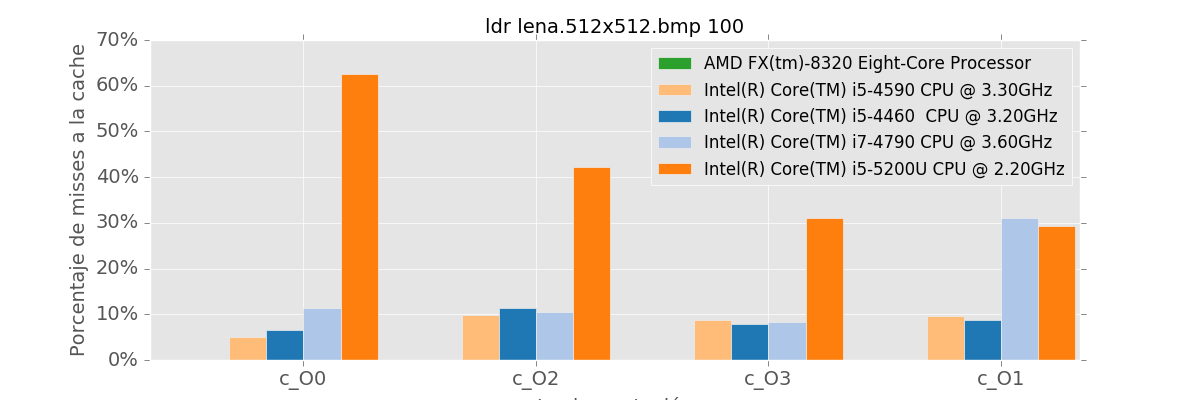 ldr lena.512x512.bmp 100
Porcentaje de misses a la cache
70%
60%
50%
40%
30%
20%
10%
0%
AMD FX(tm)-8320 Eight-Core Processor
Intel(R) Core(TM) i5-4590 CPU @ 3.30GHz
Intel(R) Core(TM) i5-4460  CPU @ 3.20GHz
Intel(R) Core(TM) i7-4790 CPU @ 3.60GHz
Intel(R) Core(TM) i5-5200U CPU @ 2.20GHz
c_O0 c_O2 c_O3 c_O1